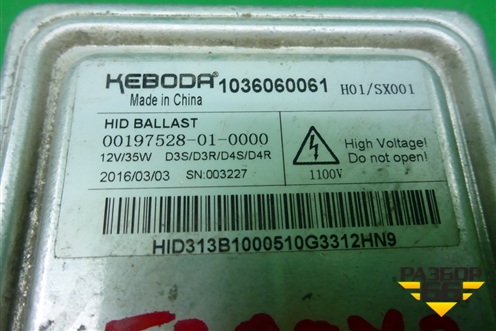 KEBODA 1036060061 H01/SX001
Made in China
HID BALLAST
00197528-01-0000
12V/35W D3S/D3R/D4S/D4R
2016/03/03 SN:003227
High Voltage!
Do not open!
1100V
HID313B1000510G3312HN9
РАЗБОР
66